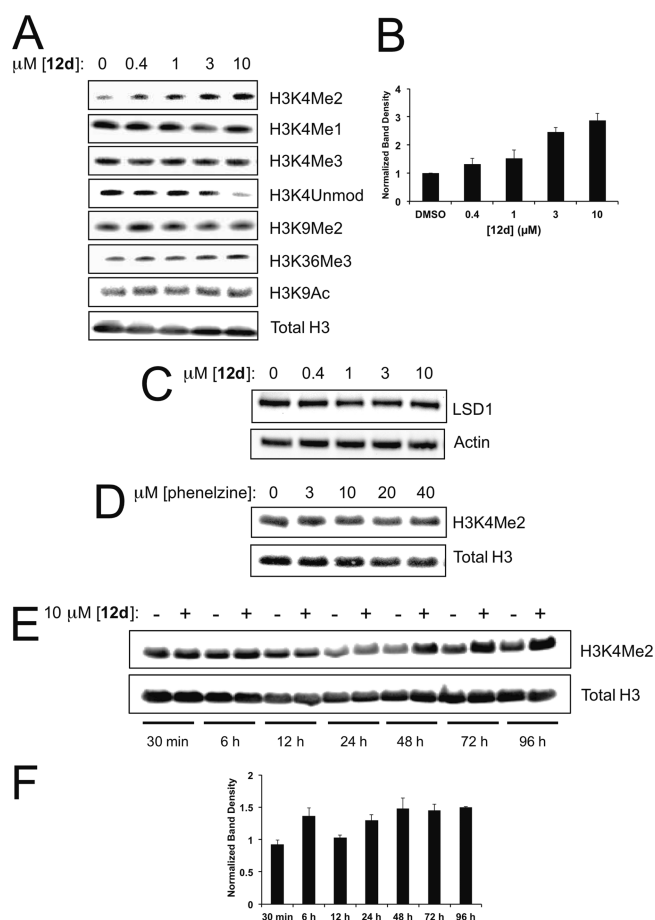 A
μM [12d]: 0 0.4 1 3 10
H3K4Me2
H3K4Me1
H3K4Me3
H3K4Unmod
H3K9Me2
H3K36Me3
H3K9Ac
Total H3
B
Normalized Band Density
4
3
2
1
0
DMSO 0.4 1 3 10
[12d] (μM)
C
μM [12d]: 0 0.4 1 3 10
LSD1
Actin
D
μM [phenelzine]: 0 3 10 20 40
H3K4Me2
Total H3
E
10 μM [12d]: - + - + - + - + - + - + - +
H3K4Me2
Total H3
30 min 6 h 12 h 24 h 48 h 72 h 96 h
F
Normalized Band Density
2
1.5
1
0.5
0
30 min 6 h 12 h 24 h 48 h 72 h 96 h